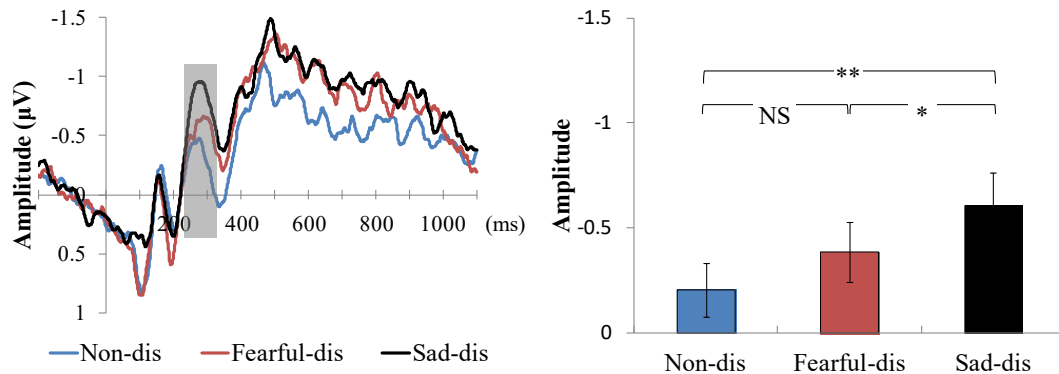 Amplitude (μV)
-1.5
-1
-0.5
0
0.5
1
200
400
600
800
1000
(ms)
Non-dis
Fearful-dis
Sad-dis
Amplitude
-1.5
-1
-0.5
0
**
NS
*
Non-dis
Fearful-dis
Sad-dis